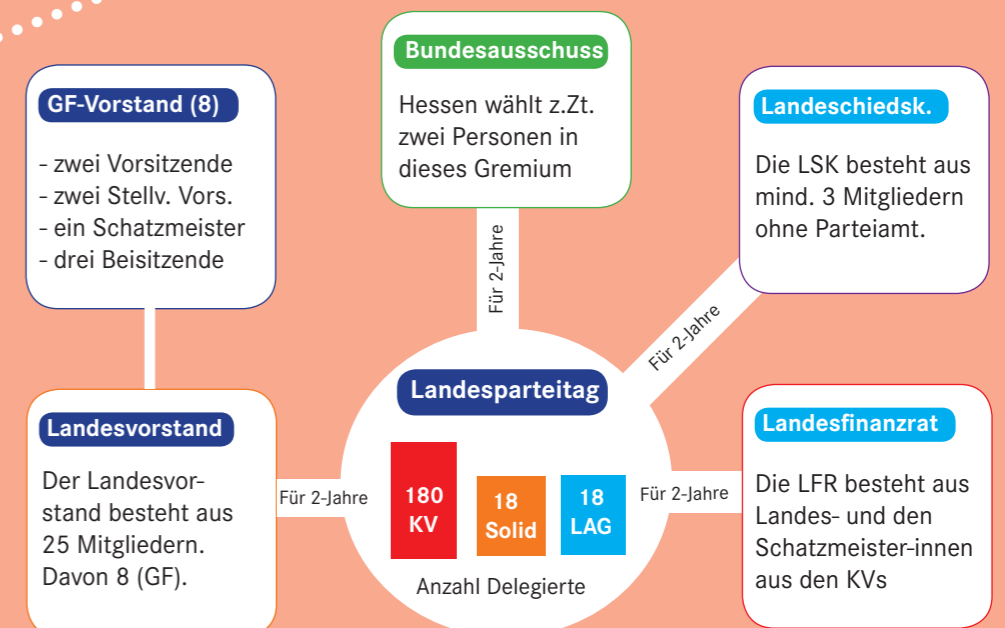 Bundesausschuss
Hessen wählt z.Zt.
zwei Personen in
dieses Gremium
GF-Vorstand (8)
- zwei Vorsitzende
- zwei Stellv. Vors.
- ein Schatzmeister
- drei Beisitzende
Landeschiedsk.
Die LSK besteht aus
mind. 3 Mitgliedern
ohne Parteiamt.
Für 2-Jahre
Für 2-Jahre
Landesparteitag
180
KV
18
Solid
18
LAG
Anzahl Delegierte
Landesvorstand
Der Landesvor-
stand besteht aus
25 Mitgliedern.
Davon 8 (GF).
Für 2-Jahre
Für 2-Jahre
Landesfinanzrat
Die LFR besteht aus
Landes- und den
Schatzmeister-innen
aus den KVs